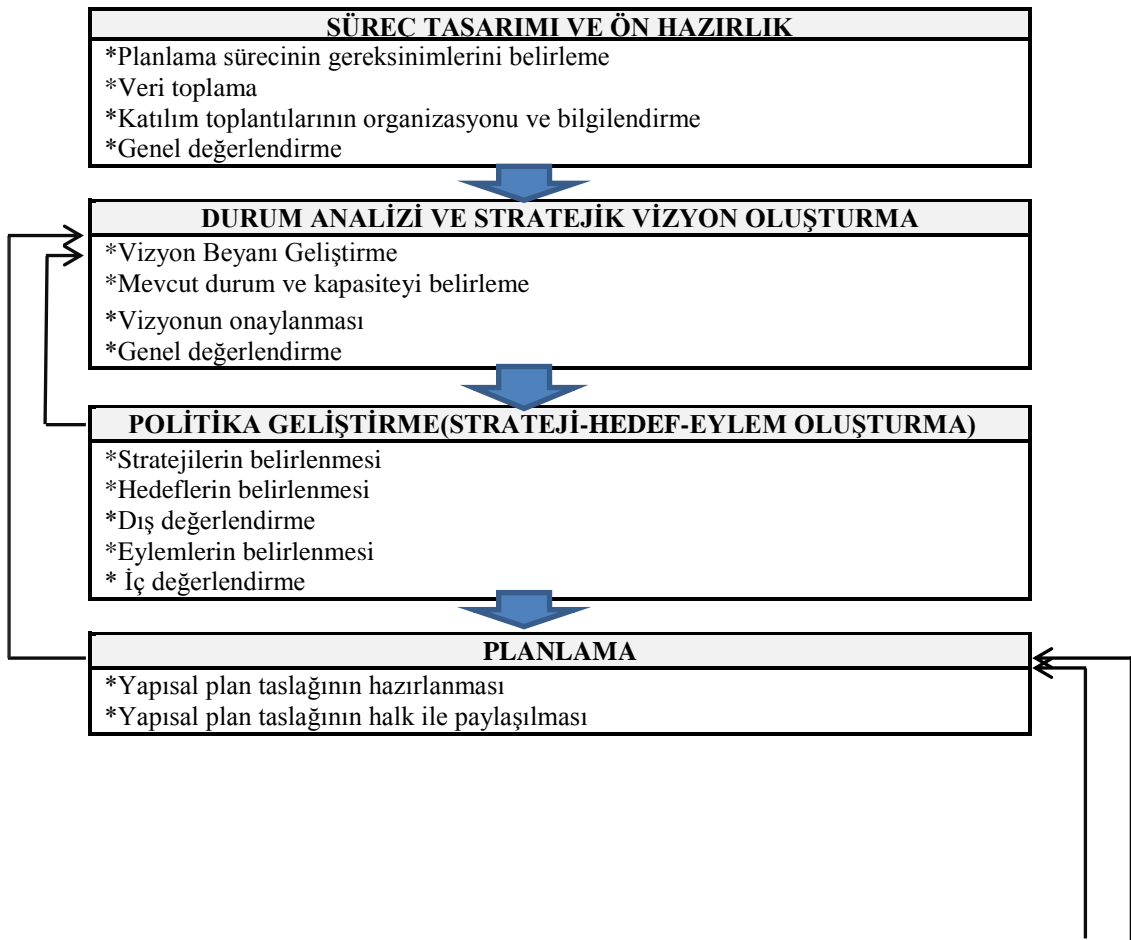 SÜREÇ TASARIMI VE ÖN HAZIRLIK
*Planlama sürecinin gereksinimlerini belirleme
*Veri toplama
*Katılım toplantılarının organizasyonu ve bilgilendirme
*Genel değerlendirme
DURUM ANALİZİ VE STRATEJİK VİZYON OLUŞTURMA
*Vizyon Beyanı Geliştirme
*Mevcut durum ve kapasiteyi belirleme
*Vizyonun onaylanması
*Genel değerlendirme
POLİTİKA GELİŞTİRME(STRATEJİ-HEDEF-EYLEM OLUŞTURMA)
*Stratejilerin belirlenmesi
*Hedeflerin belirlenmesi
*Dış değerlendirme
*Eylemlerin belirlenmesi
* İç değerlendirme
PLANLAMA
*Yapısal plan taslağının hazırlanması
*Yapısal plan taslağının halk ile paylaşılması